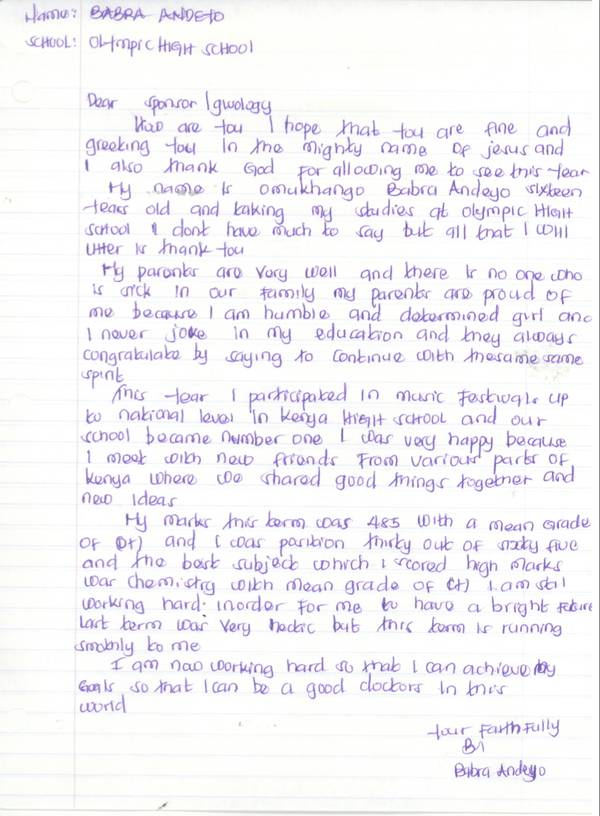 Name: BABRA ANDEYO
SCHOOL: OLYMPIC HIGH SCHOOL
Dear sponsor Igwology
How are you I hope that you are fine and
greeking you In the mighty name Of jesus and
I also thank God for allowing me to see this year
My name Is omukhango Babra Andeyo sixteen
years old and taking my studies at olympic High
school I dont have much to say but all that I will
Utter Is thank you
My parents are very well and there Is no one who
is sick In our family my parents are proud of
me because I am humble and determined girl and
I never joke In my education and they always
congratulate by saying to continue with thesame same
spirit
This year I participated In music Festivals up
to national level In Kenya High school and our
school became number one I was very happy because
I meet with new friends From various parts of
Kenya where we shared good things together and
new Ideas
My marks this term was 485 with a mean Grade
Of (D+) and I was position thirty out of sixty five
and the best subject which I scored high marks
was chemistry with mean grade of C+) I am still
working hard Inorder For me to have a bright Future
Last term was very hectic but this term Is running
smothly to me
I am now working hard so that I can achieve my
Goals so that I can be a good doctors In this
world
Your Faithfully
BA
Babra Andeyo